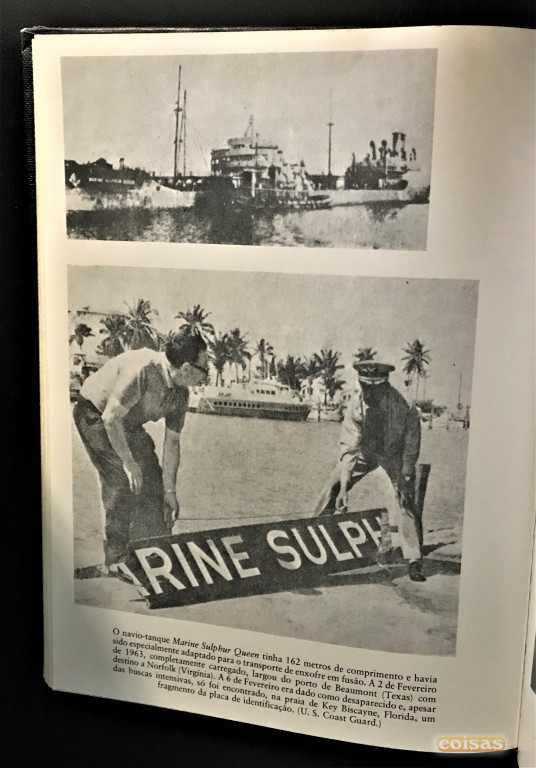 ARINE SULPH
O navio-tanque Marine Sulphur Queen tinha 162 metros de comprimento e havia
sido especialmente adaptado para o transporte de enxofre em fusão. A 2 de Fevereiro
de 1963, completamente carregado, largou do porto de Beaumont (Texas) com
destino a Norfolk (Virgínia). A 6 de Fevereiro era dado como desaparecido e, apesar
das buscas intensivas, só foi encontrado, na praia de Key Biscayne, Florida, um
fragmento da placa de identificação. (U. S. Coast Guard.)
coisas